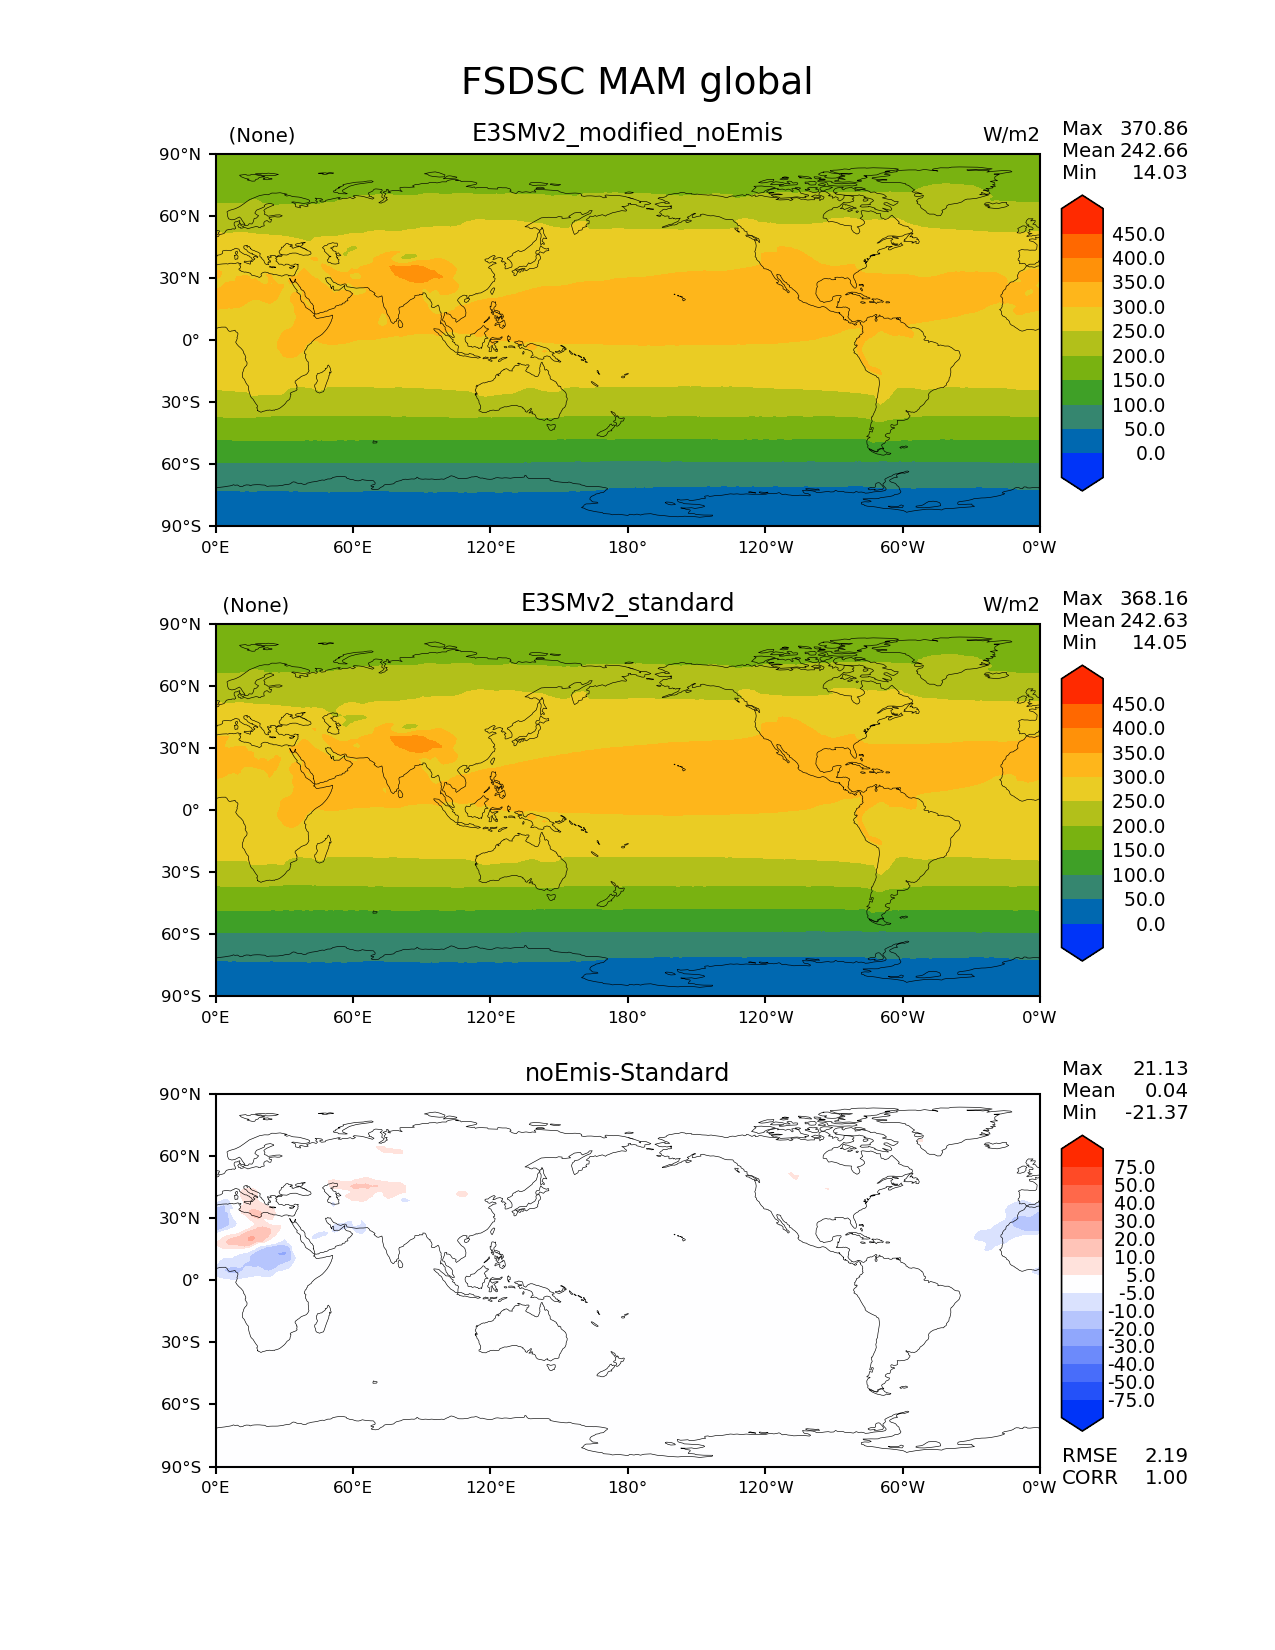 FSDSC MAM global
(None) E3SMv2_modified_noEmis W/m2
Max 370.86
Mean 242.66
Min 14.03
90°N
60°N
30°N
0°
30°S
60°S
90°S
0°E 60°E 120°E 180° 120°W 60°W 0°W
450.0
400.0
350.0
300.0
250.0
200.0
150.0
100.0
50.0
0.0
(None) E3SMv2_standard W/m2
Max 368.16
Mean 242.63
Min 14.05
90°N
60°N
30°N
0°
30°S
60°S
90°S
0°E 60°E 120°E 180° 120°W 60°W 0°W
450.0
400.0
350.0
300.0
250.0
200.0
150.0
100.0
50.0
0.0
noEmis-Standard
Max 21.13
Mean 0.04
Min -21.37
90°N
60°N
30°N
0°
30°S
60°S
90°S
0°E 60°E 120°E 180° 120°W 60°W 0°W
75.0
50.0
40.0
30.0
20.0
10.0
5.0
-5.0
-10.0
-20.0
-30.0
-40.0
-50.0
-75.0
RMSE 2.19
CORR 1.00